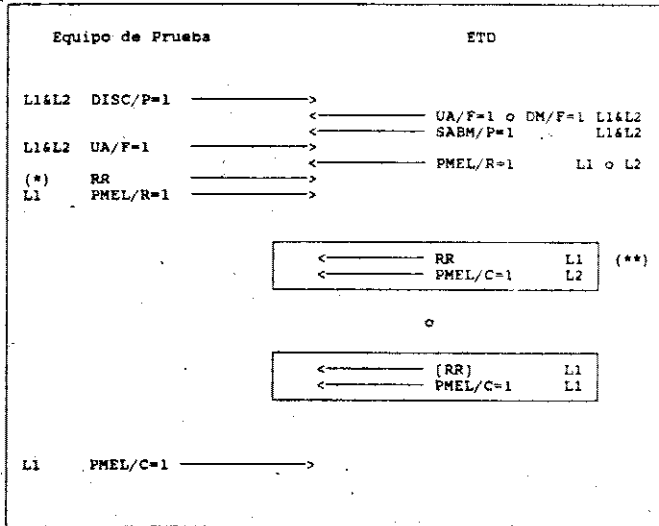 Equipo de Prueba ETD
L1&L2 DISC/P=1
UA/F=1 o DM/F=1 L1&L2
SABM/P=1 L1&L2
L1&L2 UA/F=1
PMEL/R=1 L1 o L2
(*) RR
L1 PMEL/R=1
RR L1 (**)
PMEL/C=1 L2
o
[RR] L1
PMEL/C=1 L1
L1 PMEL/C=1